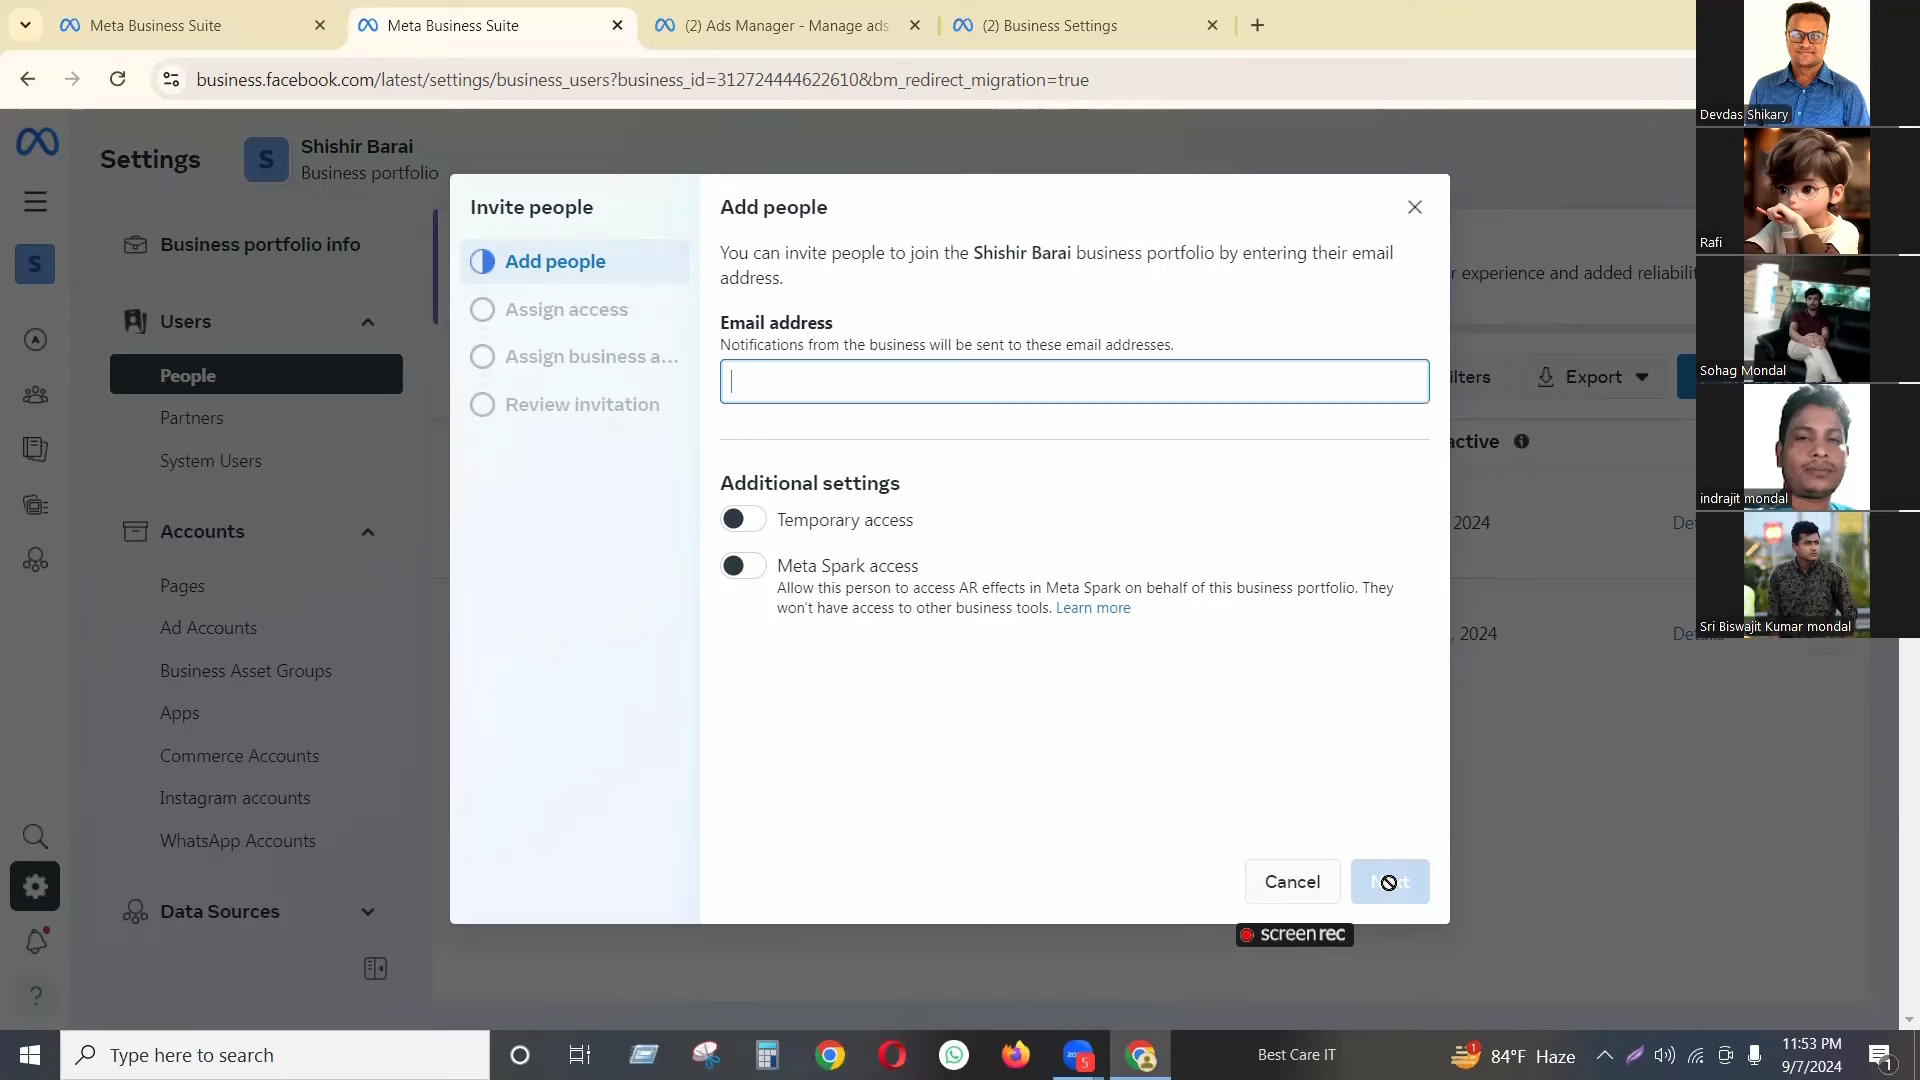 Meta Business Suite
Meta Business Suite
(2) Ads Manager - Manage ads
(2) Business Settings
business.facebook.com/latest/settings/business_users?business_id=312724444622610&bm_redirect_migration=true
Settings
S
Shishir Barai
Business portfolio
S
Business portfolio info
Users
People
Partners
System Users
Accounts
Pages
Ad Accounts
Business Asset Groups
Apps
Commerce Accounts
Instagram accounts
WhatsApp Accounts
Data Sources
?
Invite people
Add people
Assign access
Assign business a...
Review invitation
Add people
You can invite people to join the Shishir Barai business portfolio by entering their email
address.
Email address
Notifications from the business will be sent to these email addresses.
Additional settings
Temporary access
Meta Spark access
Allow this person to access AR effects in Meta Spark on behalf of this business portfolio. They
won't have access to other business tools. Learn more
Cancel
screenrec
r experience and added reliabilit
ilters
Export
active
2024
De
, 2024
Deta
Devdas Shikary
Rafi
Sohag Mondal
indrajit mondal
Sri Biswajit Kumar mondal
Type here to search
zo
5
Best Care IT
1
84°F Haze
11:53 PM
9/7/2024
1